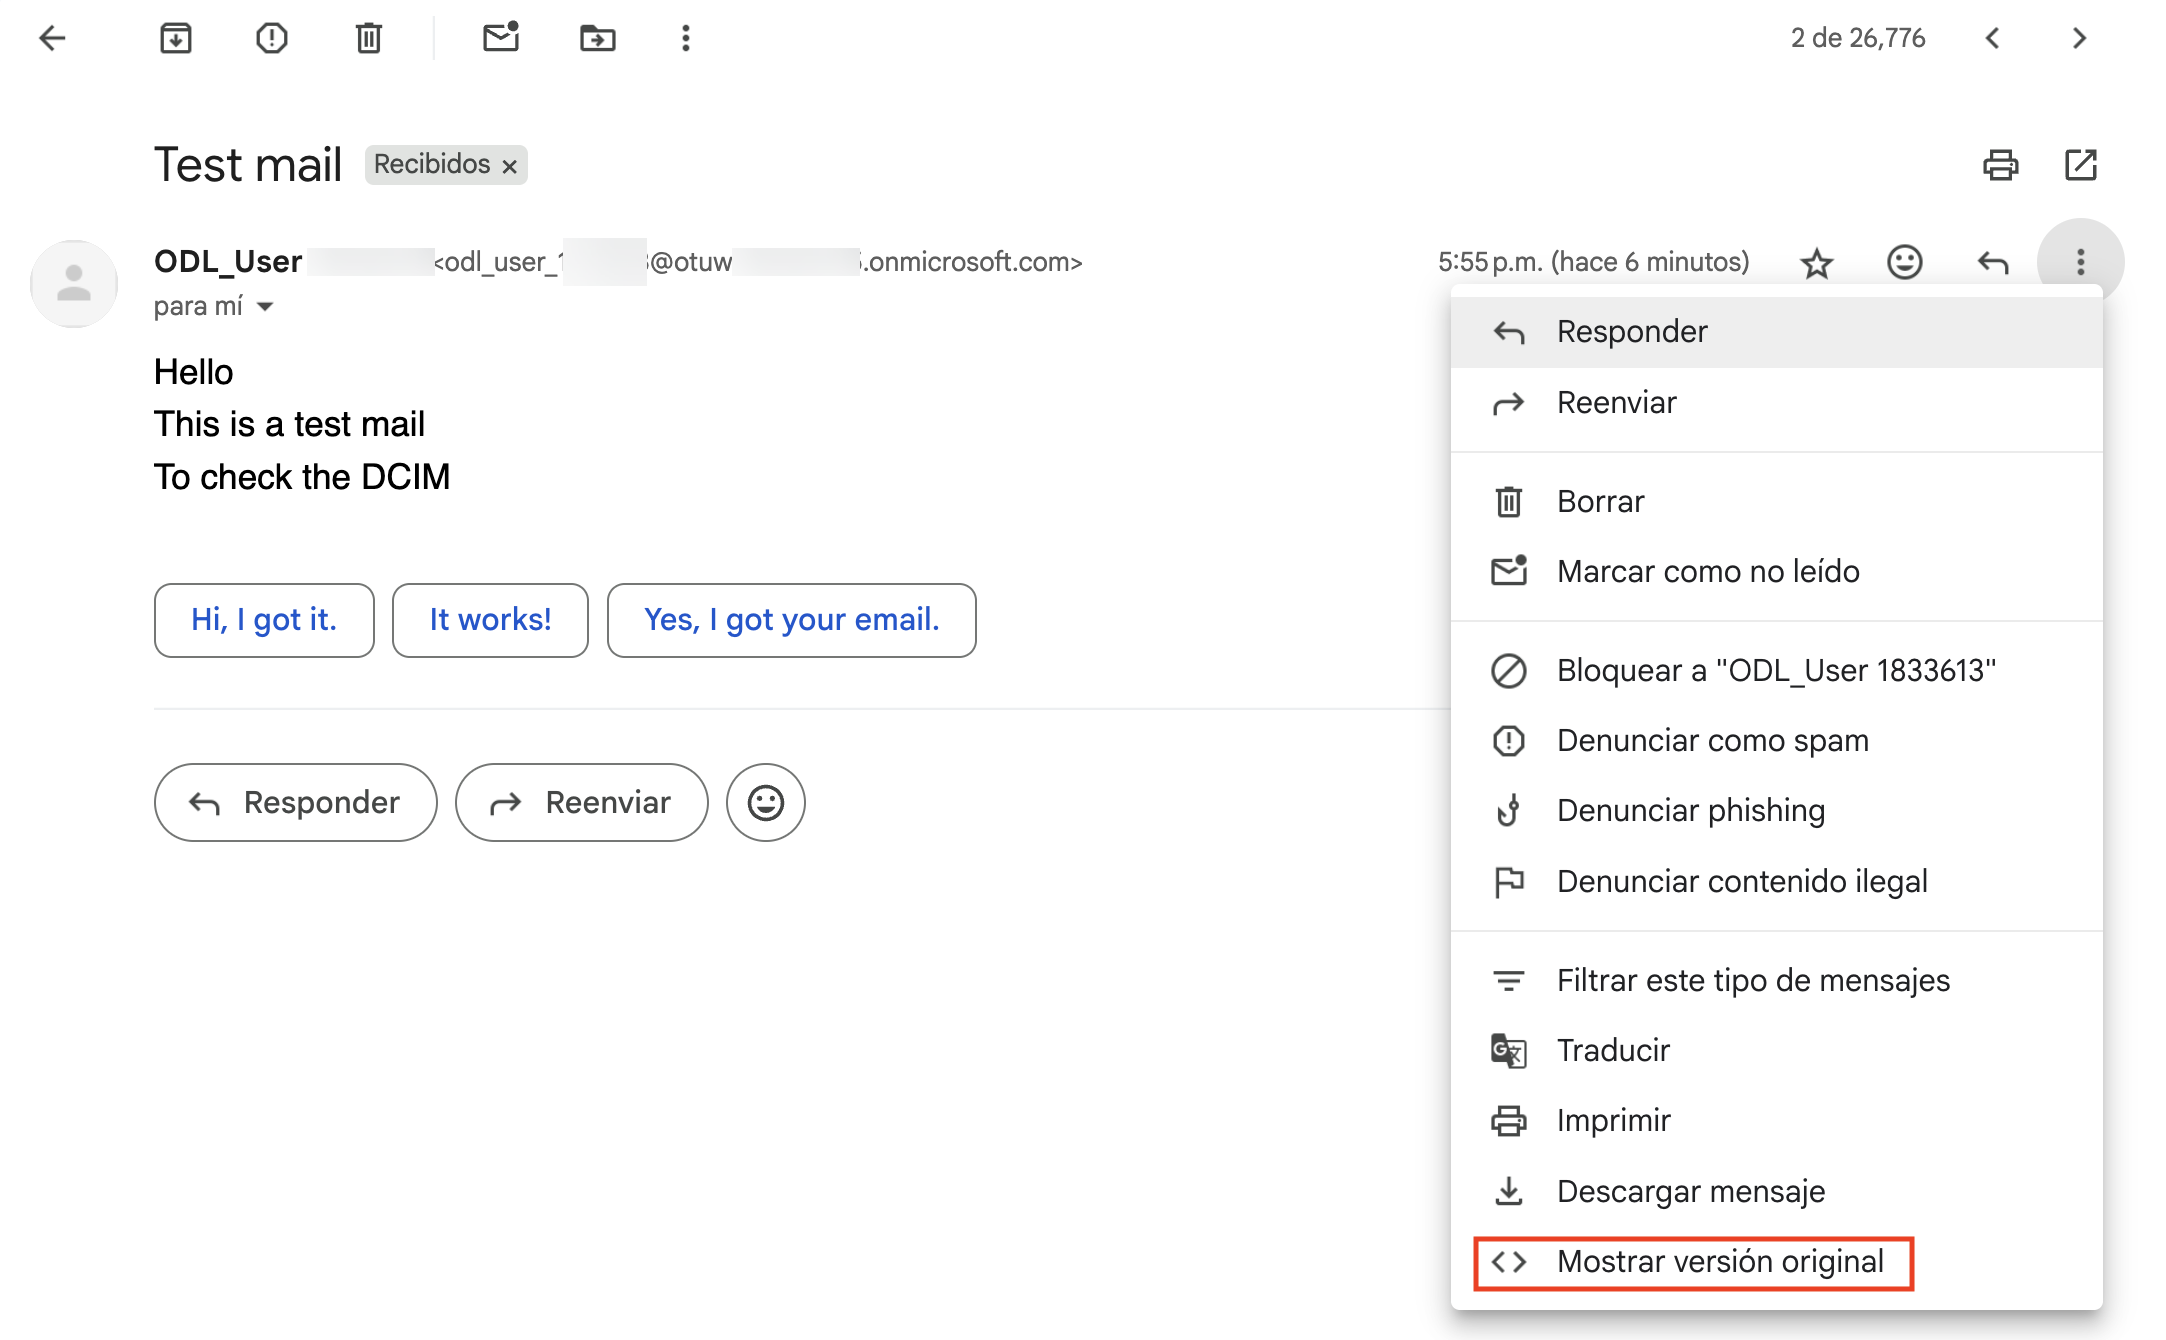 2 de 26,776
Test mail Recibidos ×
ODL_User <odl_user_ @otuw .onmicrosoft.com> 5:55 p.m. (hace 6 minutos)
para mí
Hello
This is a test mail
To check the DCIM
Hi, I got it. It works! Yes, I got your email.
Responder Reenviar
Responder
Reenviar
Borrar
Marcar como no leído
Bloquear a "ODL_User 1833613"
Denunciar como spam
Denunciar phishing
Denunciar contenido ilegal
Filtrar este tipo de mensajes
Traducir
Imprimir
Descargar mensaje
Mostrar versión original